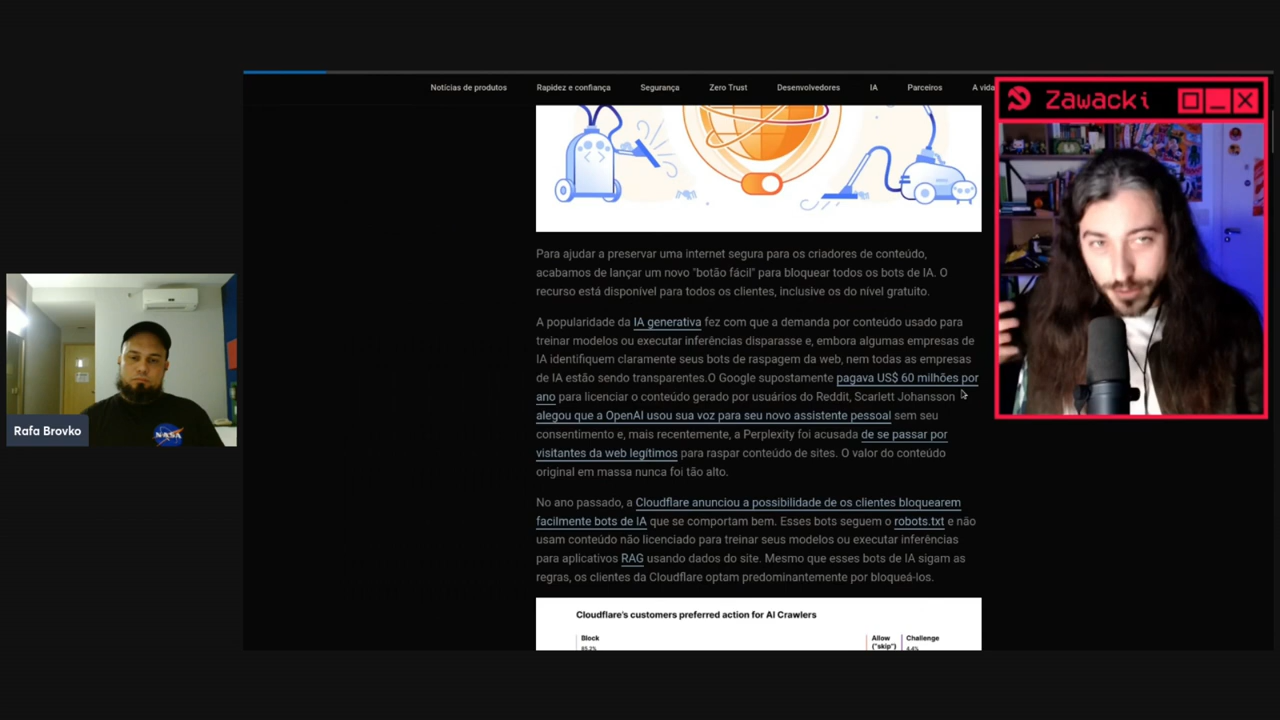 Notícias de produtos
Rapidez e confiança
Segurança
Zero Trust
Desenvolvedores
IA
Parceiros
A vida
Zawacki
Para ajudar a preservar uma internet segura para os criadores de conteúdo,
acabamos de lançar um novo "botão fácil" para bloquear todos os bots de IA. O
recurso está disponível para todos os clientes, inclusive os do nível gratuito.
A popularidade da IA generativa fez com que a demanda por conteúdo usado para
treinar modelos ou executar inferências disparasse e, embora algumas empresas de
IA identifiquem claramente seus bots de raspagem da web, nem todas as empresas
de IA estão sendo transparentes.O Google supostamente pagava US$ 60 milhões por
ano para licenciar o conteúdo gerado por usuários do Reddit, Scarlett Johansson
alegou que a OpenAI usou sua voz para seu novo assistente pessoal sem seu
consentimento e, mais recentemente, a Perplexity foi acusada de se passar por
visitantes da web legítimos para raspar conteúdo de sites. O valor do conteúdo
original em massa nunca foi tão alto.
No ano passado, a Cloudflare anunciou a possibilidade de os clientes bloquearem
facilmente bots de IA que se comportam bem. Esses bots seguem o robots.txt e não
usam conteúdo não licenciado para treinar seus modelos ou executar inferências
para aplicativos RAG usando dados do site. Mesmo que esses bots de IA sigam as
regras, os clientes da Cloudflare optam predominantemente por bloqueá-los.
Cloudflare's customers preferred action for AI Crawlers
Block
Allow
("skip")
Challenge
85.2%
4.4%
Rafa Brovko
NASA